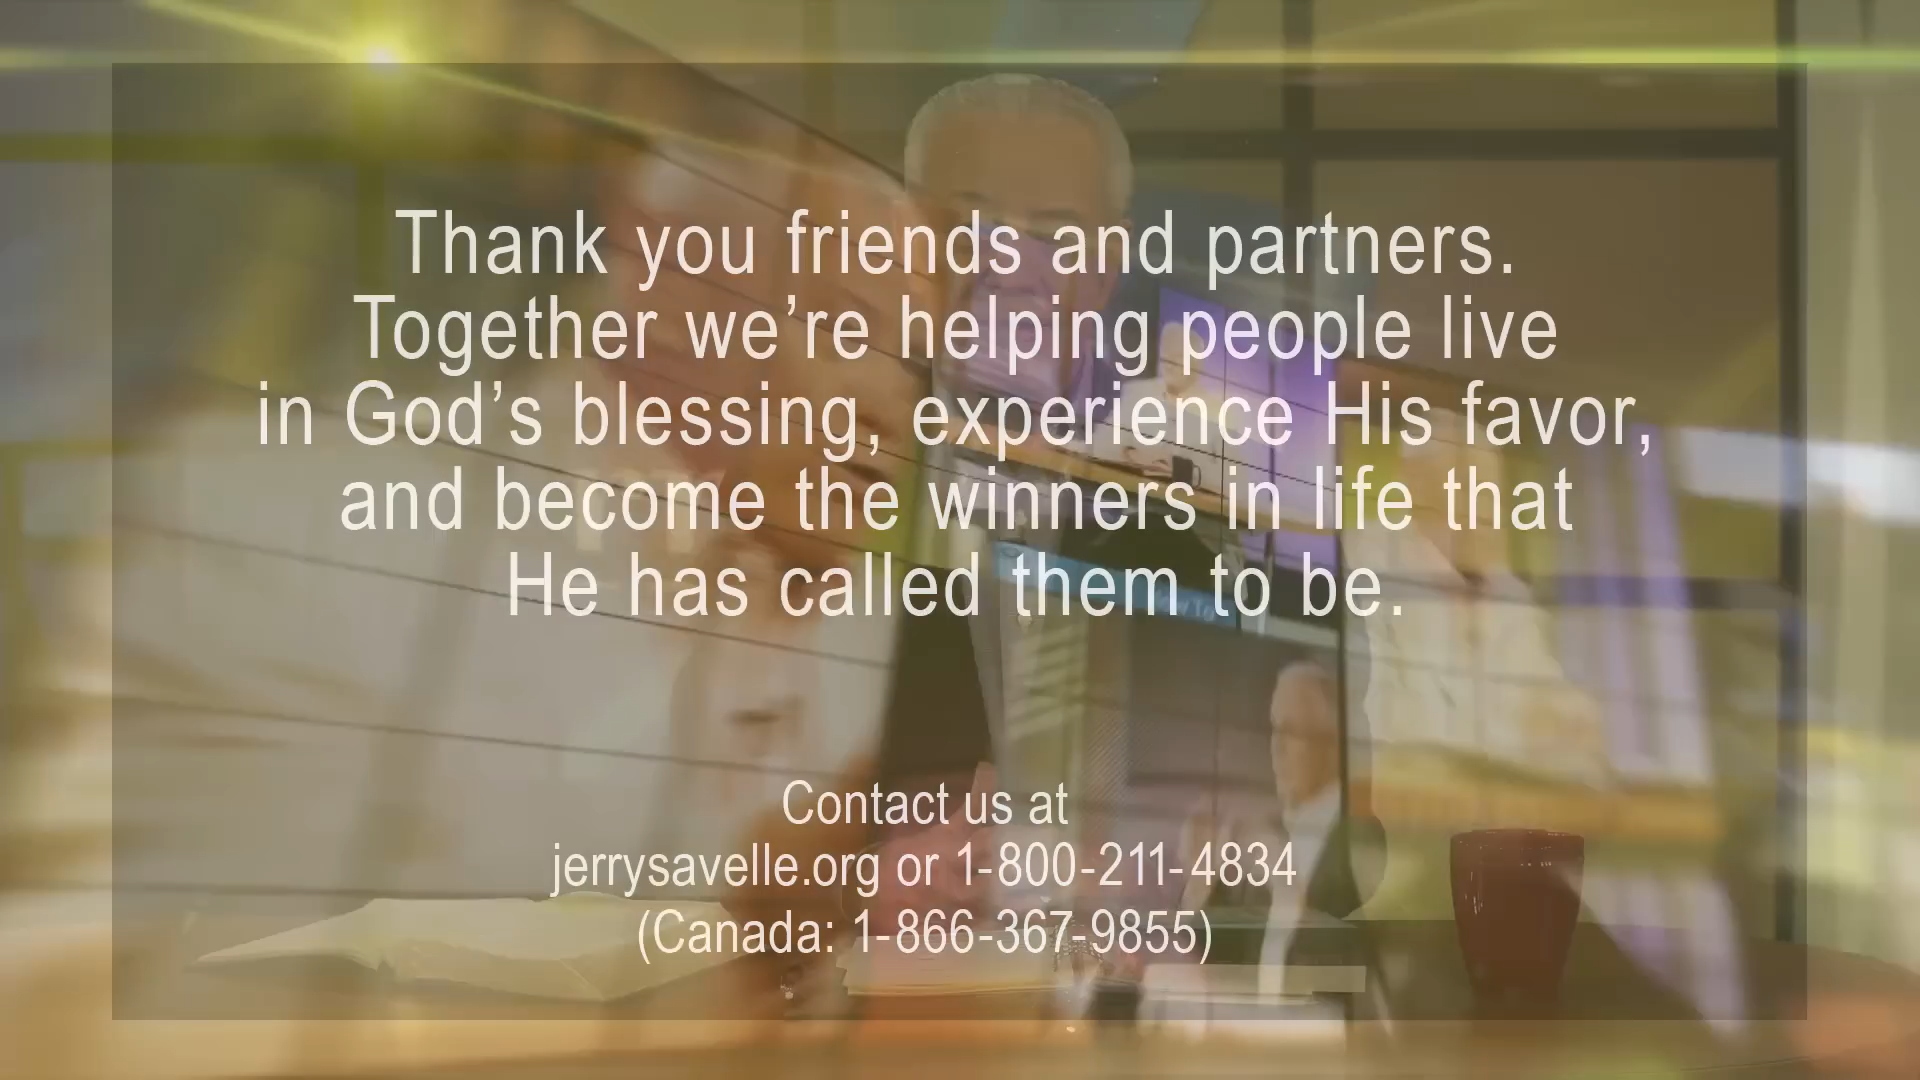 Thank you friends and partners.
Together we're helping people live
in God's blessing, experience His favor,
and become the winners in life that
He has called them to be.
Contact us at
jerrysavelle.org or 1-800-211-4834
(Canada: 1-866-367-9855)